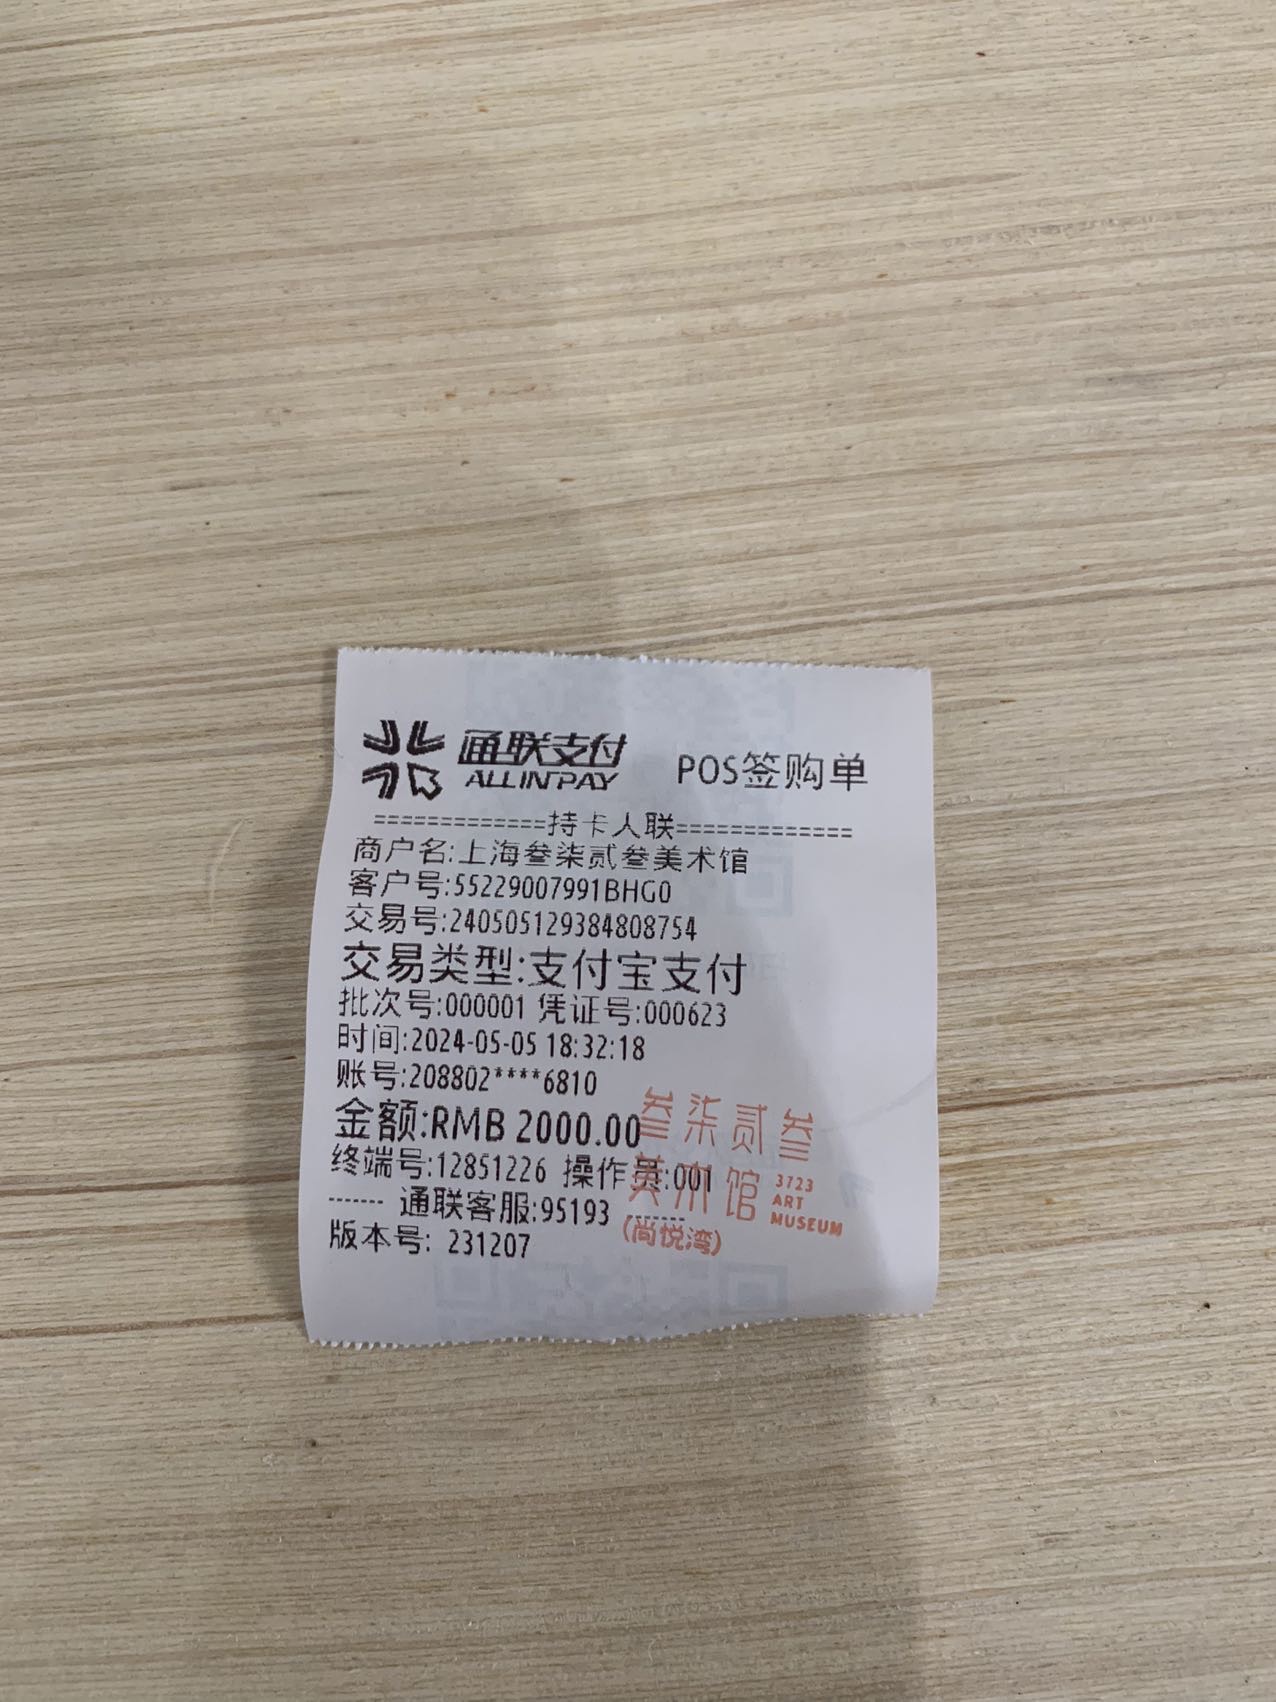 通联支付 POS签购单
ALLINPAY
=============持卡人联=============
商户名:上海叁柒贰叁美术馆
客户号:55229007991BHG0
交易号:240505129384808754
交易类型:支付宝支付
批次号:000001 凭证号:000623
时间:2024-05-05 18:32:18
账号:208802****6810
金额:RMB 2000.00
终端号:12851226 操作员:001
------ 通联客服:95193 ------
版本号: 231207
叁柒贰叁
美术馆 3723
ART
MUSEUM
(尚悦湾)